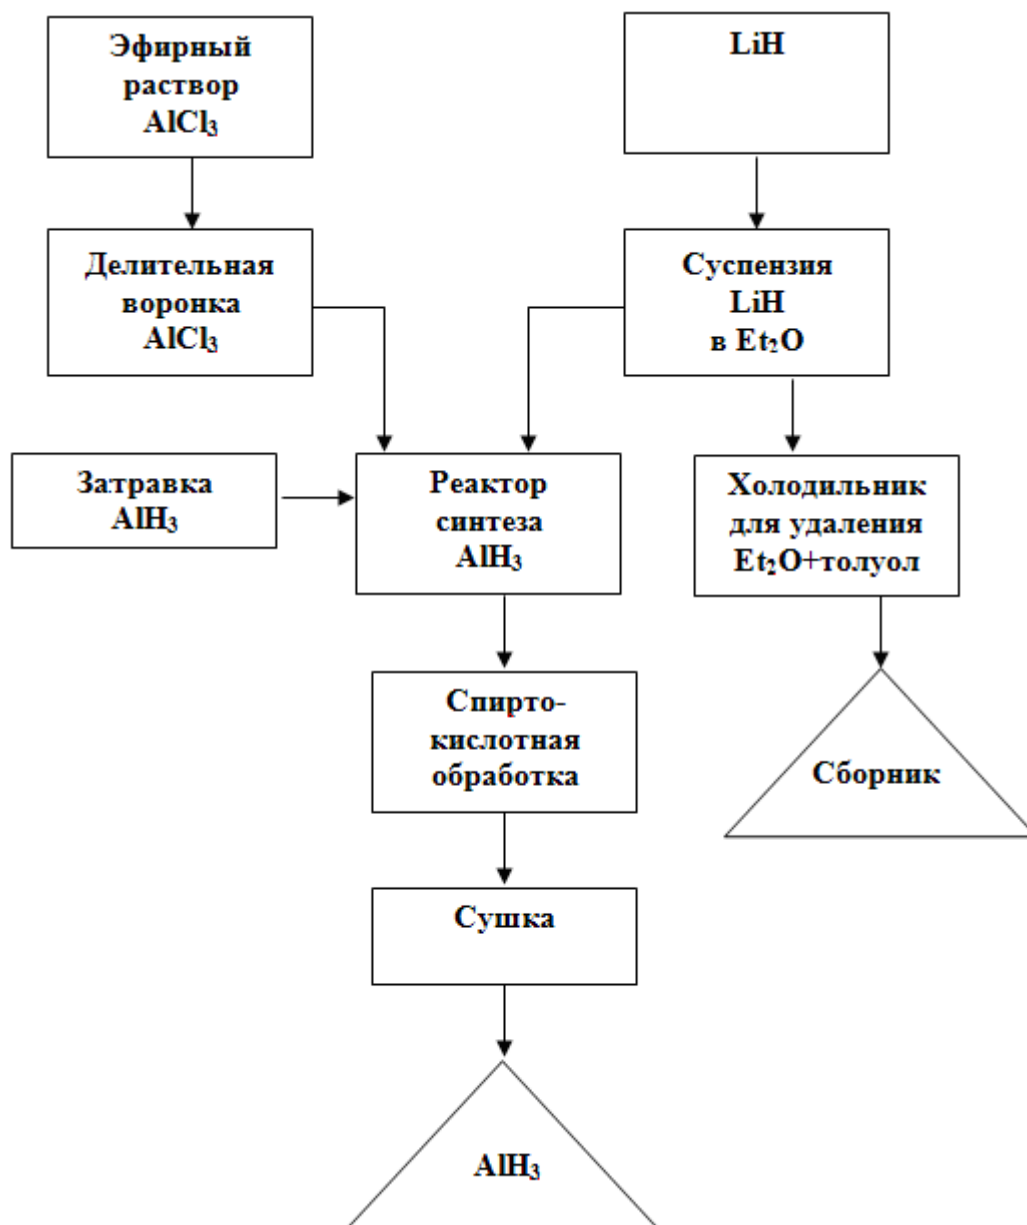 Эфирный
раствор
AlCl₃
LiH
Делительная
воронка
AlCl₃
Суспензия
LiH
в Et₂O
Затравка
AlH₃
Реактор
синтеза
AlH₃
Холодильник
для удаления
Et₂O+толуол
Спирто-
кислотная
обработка
Сборник
Сушка
AlH₃